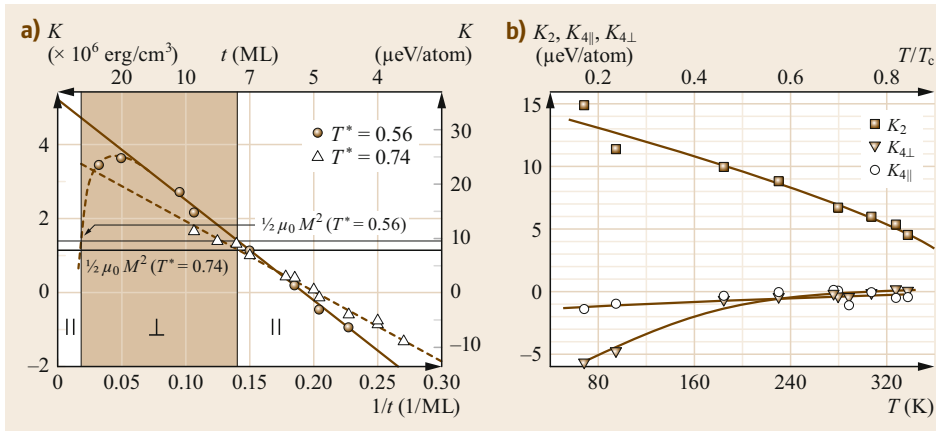 a) K
(× 10⁶ erg/cm³)
t (ML)
K
(µeV/atom)
20 10 7 5 4
4
2
0
−2
30
20
10
0
−10
T* = 0.56
T* = 0.74
½ µ₀ M² (T* = 0.56)
½ µ₀ M² (T* = 0.74)
|| ⊥ ||
0 0.05 0.10 0.15 0.20 0.25 0.30
1/t (1/ML)
b) K₂, K₄||, K₄⊥
(µeV/atom)
T/Tc
0.2 0.4 0.6 0.8
15
10
5
0
−5
K₂
K₄⊥
K₄||
80 160 240 320
T (K)